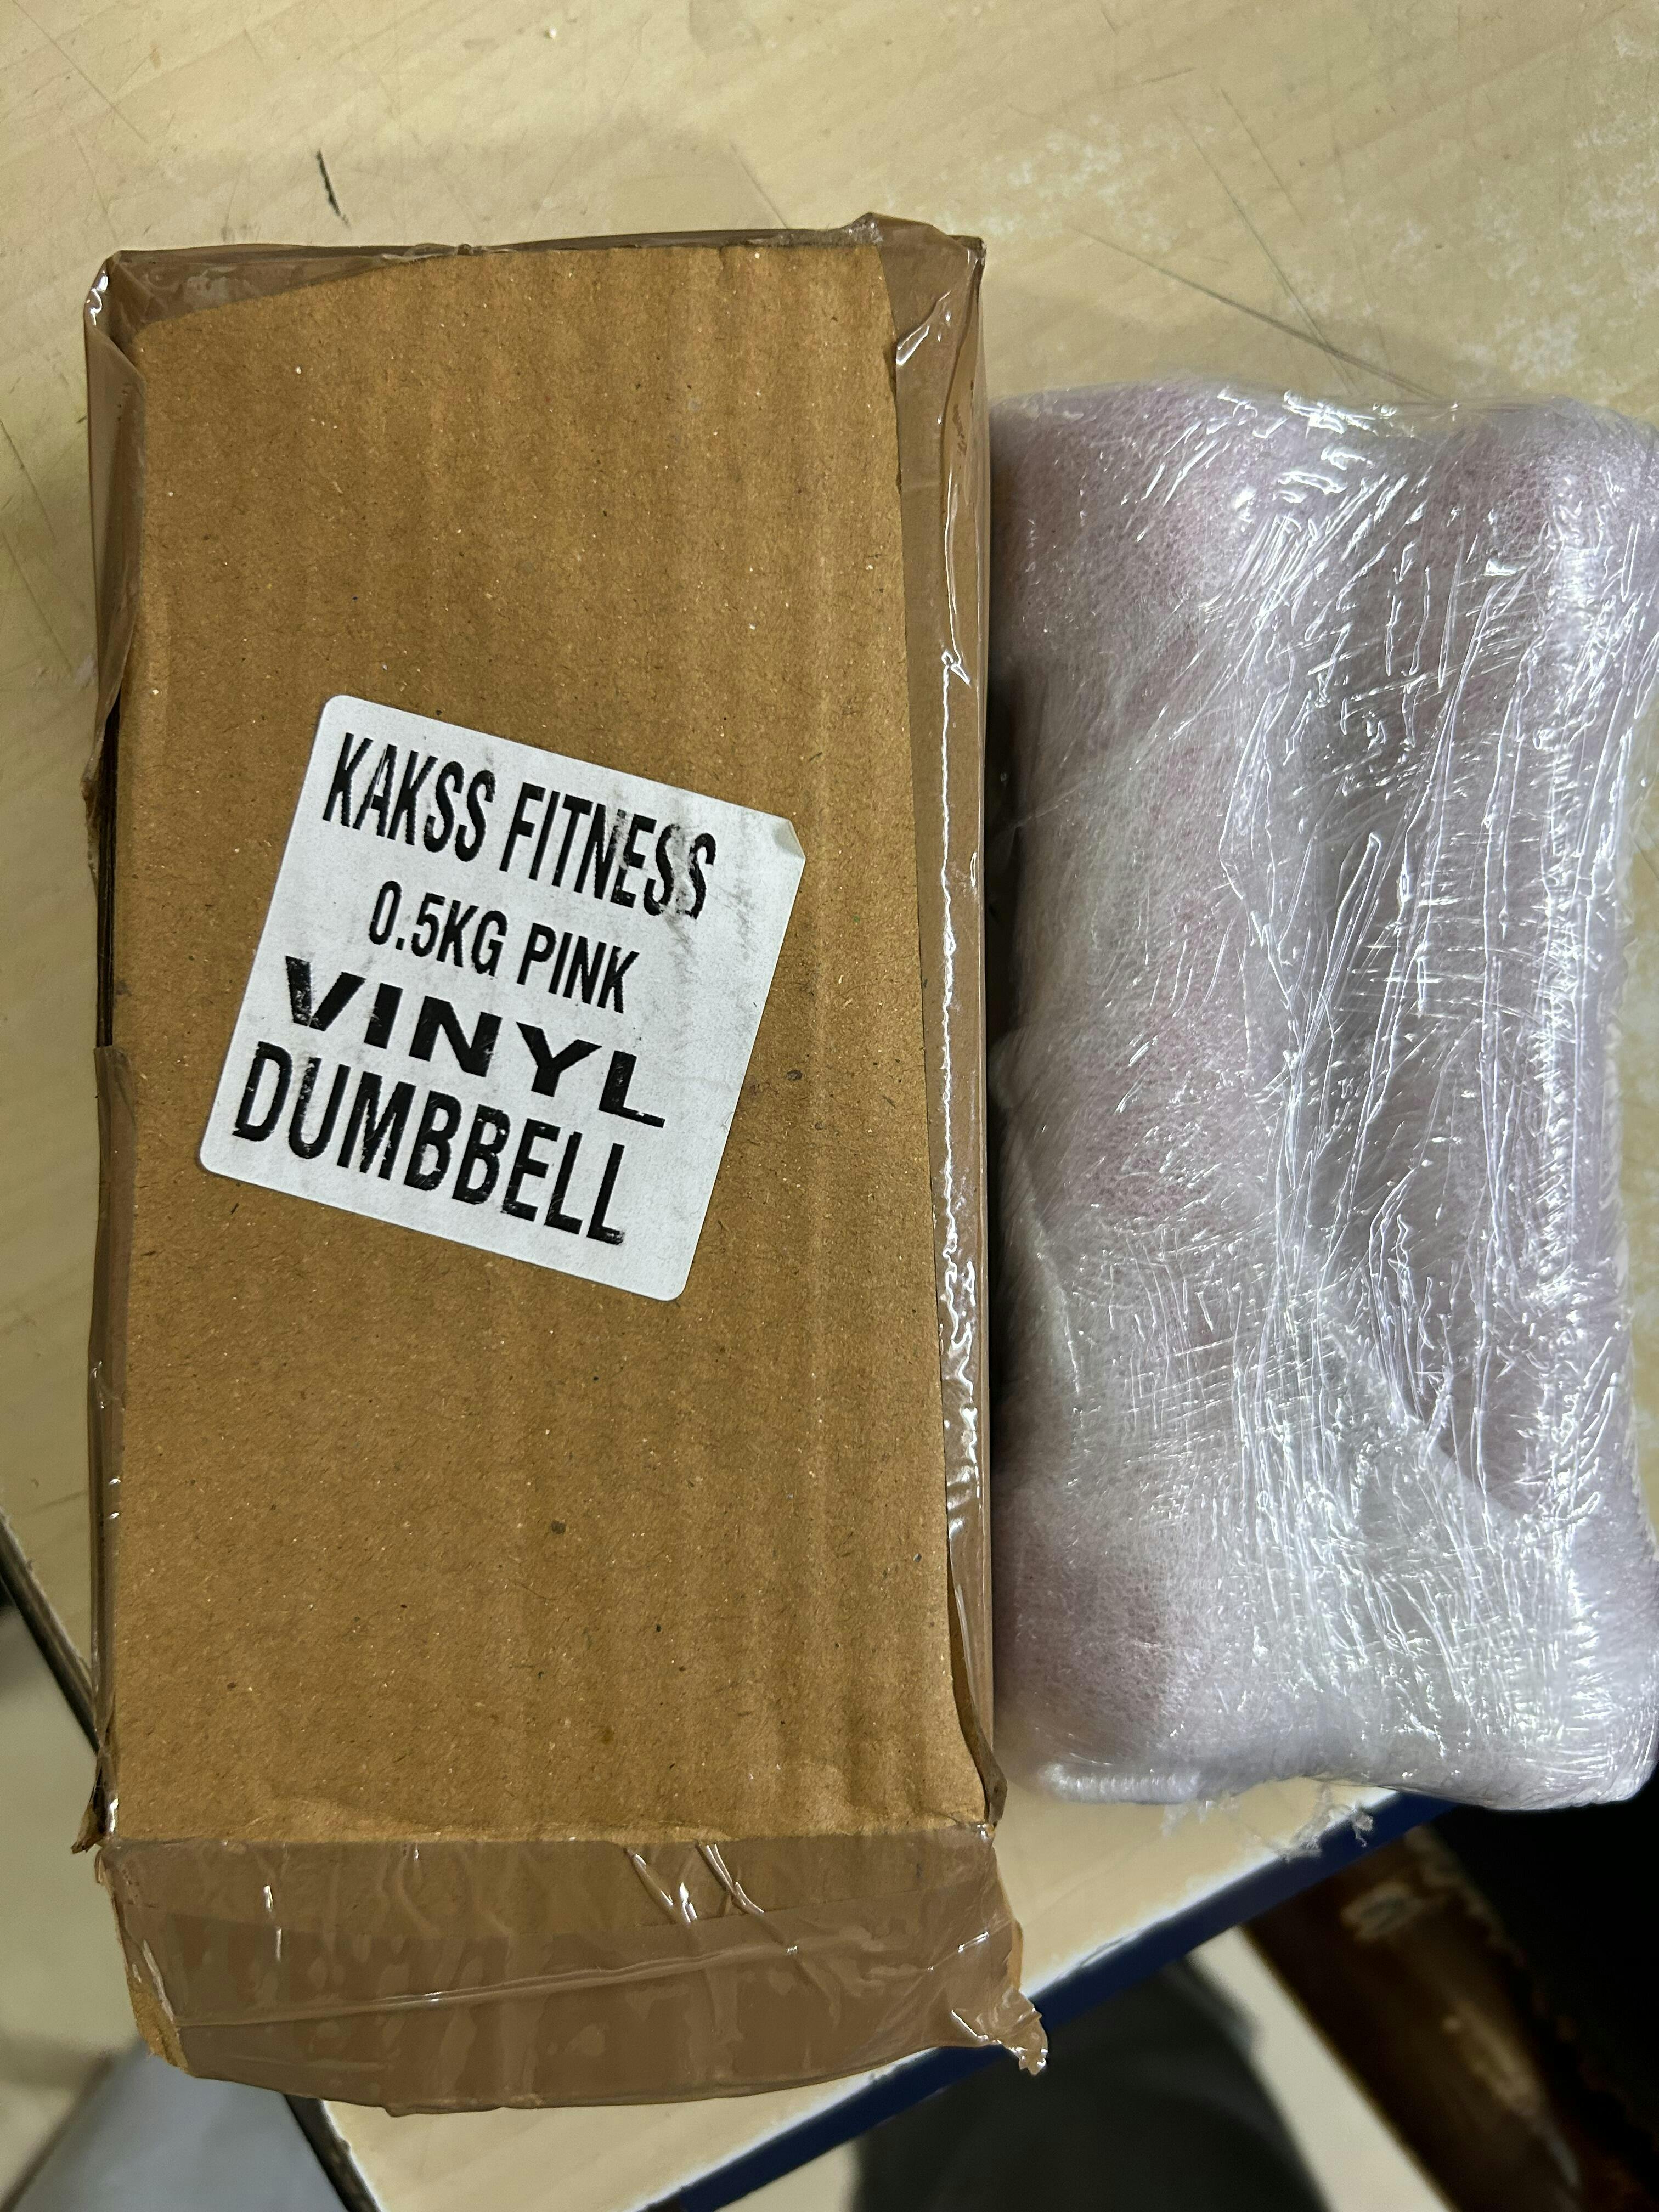 KAKSS FITNESS
0.5KG PINK
VINYL
DUMBBELL